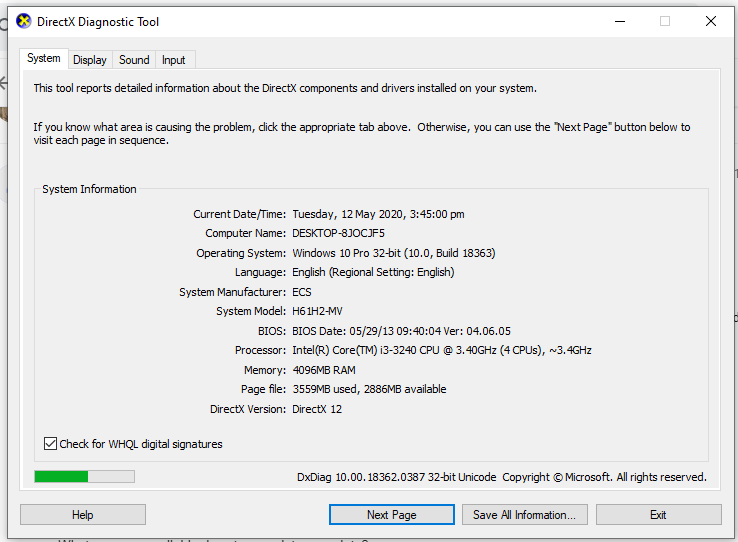 DirectX Diagnostic Tool
System Display Sound Input
This tool reports detailed information about the DirectX components and drivers installed on your system.
If you know what area is causing the problem, click the appropriate tab above.  Otherwise, you can use the "Next Page" button below to
visit each page in sequence.
System Information
Current Date/Time: Tuesday, 12 May 2020, 3:45:00 pm
Computer Name: DESKTOP-8JOCJF5
Operating System: Windows 10 Pro 32-bit (10.0, Build 18363)
Language: English (Regional Setting: English)
System Manufacturer: ECS
System Model: H61H2-MV
BIOS: BIOS Date: 05/29/13 09:40:04 Ver: 04.06.05
Processor: Intel(R) Core(TM) i3-3240 CPU @ 3.40GHz (4 CPUs), ~3.4GHz
Memory: 4096MB RAM
Page file: 3559MB used, 2886MB available
DirectX Version: DirectX 12
Check for WHQL digital signatures
DxDiag 10.00.18362.0387 32-bit Unicode  Copyright © Microsoft. All rights reserved.
Help Next Page Save All Information... Exit